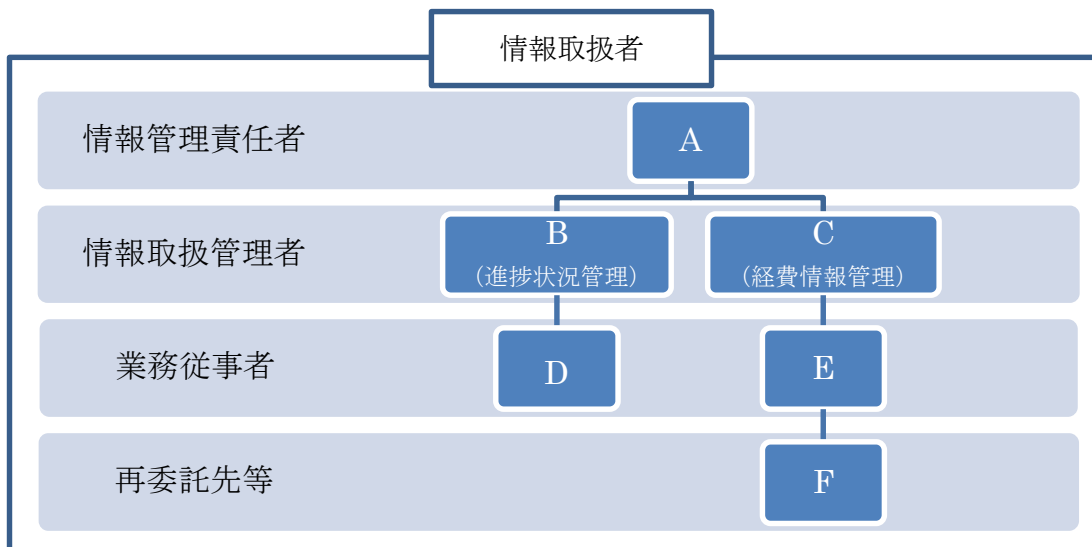 情報取扱者
情報管理責任者
A
情報取扱管理者
B
(進捗状況管理)
C
(経費情報管理)
業務従事者
D
E
再委託先等
F